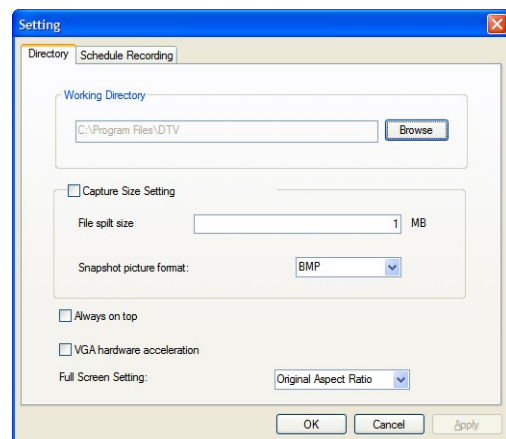 Setting
Directory Schedule Recording
Working Directory
C:\Program Files\DTV Browse
Capture Size Setting
File spilt size 1 MB
Snapshot picture format: BMP
Always on top
VGA hardware acceleration
Full Screen Setting: Original Aspect Ratio
OK Cancel Apply